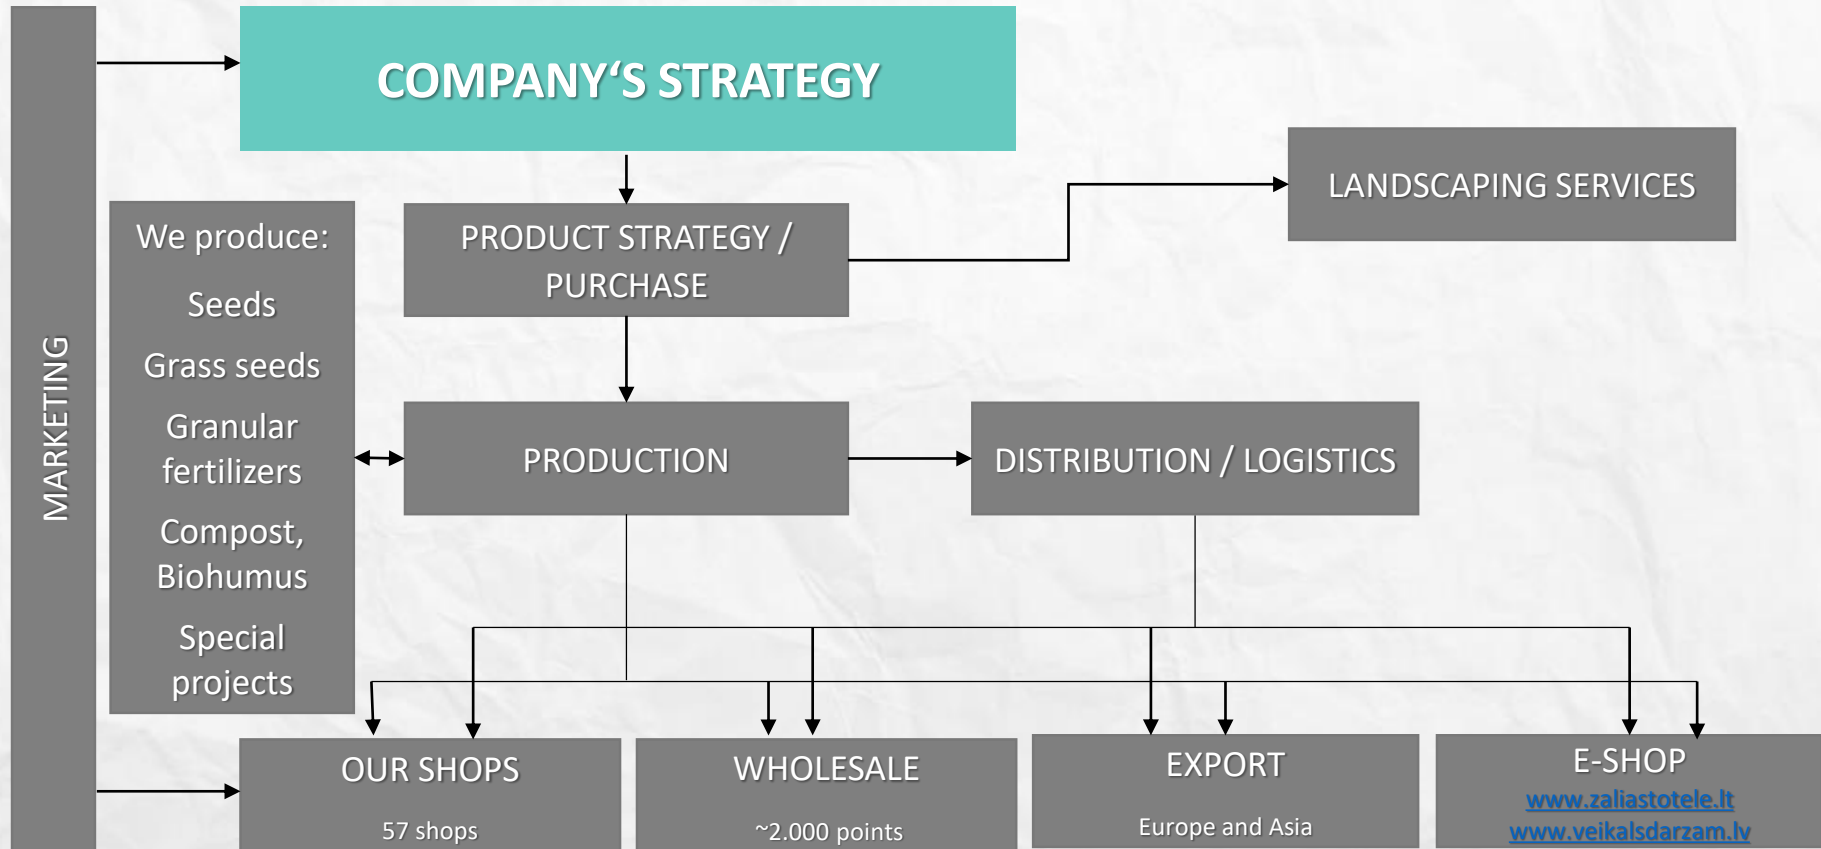 COMPANY‘S STRATEGY
LANDSCAPING SERVICES
PRODUCT STRATEGY /
PURCHASE
We produce:
Seeds
Grass seeds
Granular
fertilizers
Compost,
Biohumus
Special
projects
MARKETING
PRODUCTION
DISTRIBUTION / LOGISTICS
OUR SHOPS
57 shops
WHOLESALE
~2.000 points
EXPORT
Europe and Asia
E-SHOP
www.zaliastotele.lt
www.veikalsdarzam.lv